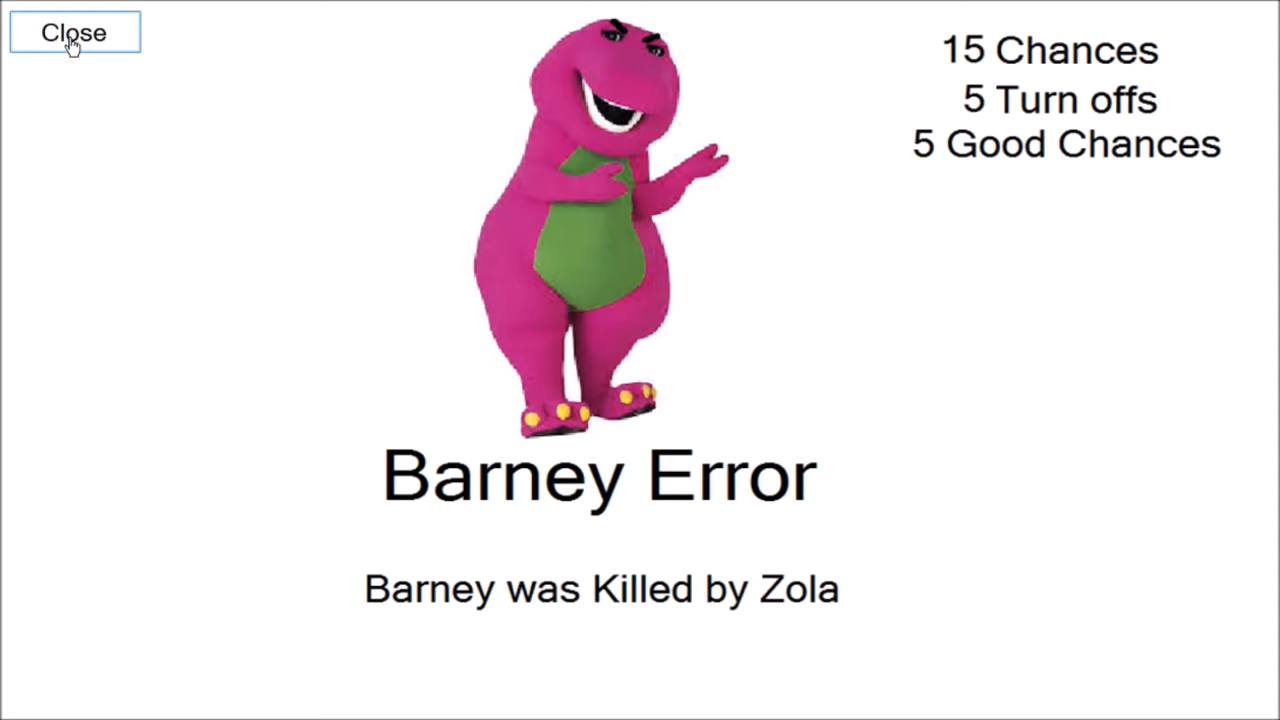 Close
15 Chances
5 Turn offs
5 Good Chances
Barney Error
Barney was Killed by Zola